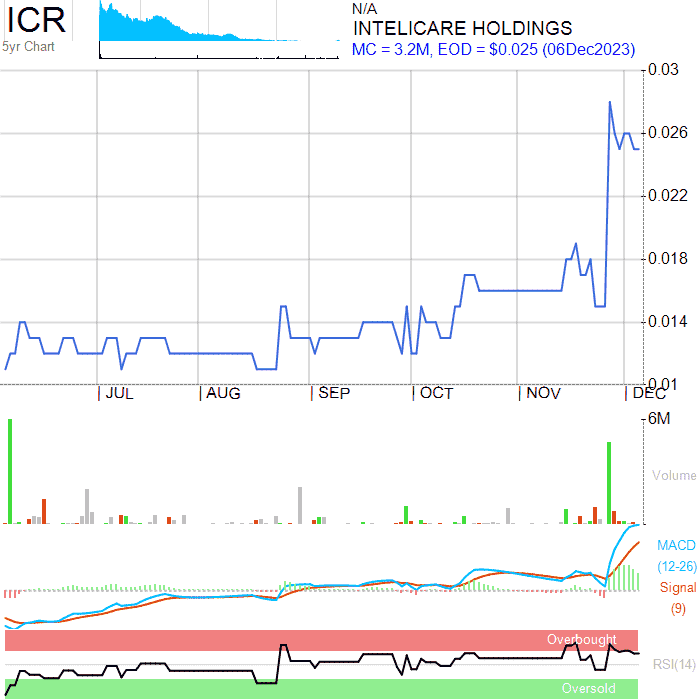 ICR
5yr Chart
N/A
INTELICARE HOLDINGS
MC = 3.2M, EOD = $0.025 (06Dec2023)
0.03
0.026
0.022
0.018
0.014
0.01
JUL AUG SEP OCT NOV DEC
6M
Volume
MACD
(12-26)
Signal
(9)
Overbought
RSI(14)
Oversold